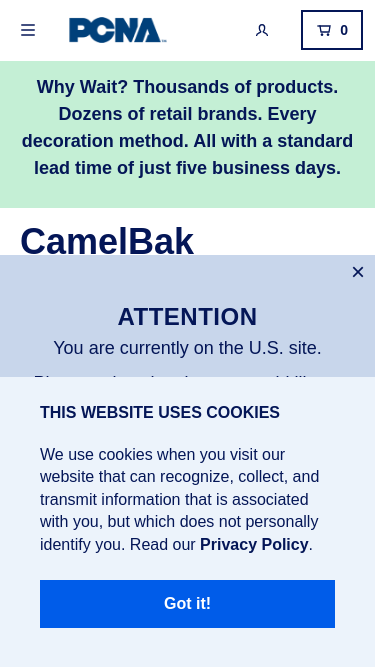 PCNA
0
Why Wait? Thousands of products.
Dozens of retail brands. Every
decoration method. All with a standard
lead time of just five business days.
CamelBak
×
ATTENTION
You are currently on the U.S. site.
THIS WEBSITE USES COOKIES
We use cookies when you visit our
website that can recognize, collect, and
transmit information that is associated
with you, but which does not personally
identify you. Read our Privacy Policy.
Got it!